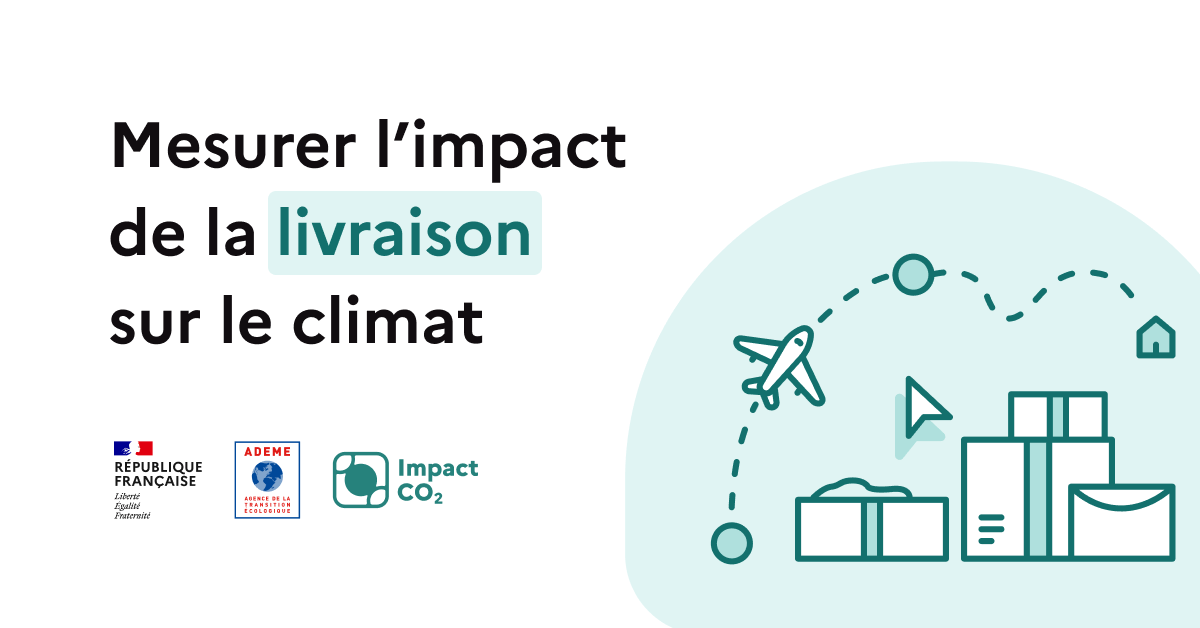 Mesurer l’impact
de la livraison
sur le climat
RÉPUBLIQUE
FRANÇAISE
Liberté
Égalité
Fraternité
ADEME
AGENCE DE LA
TRANSITION
ÉCOLOGIQUE
Impact
CO₂